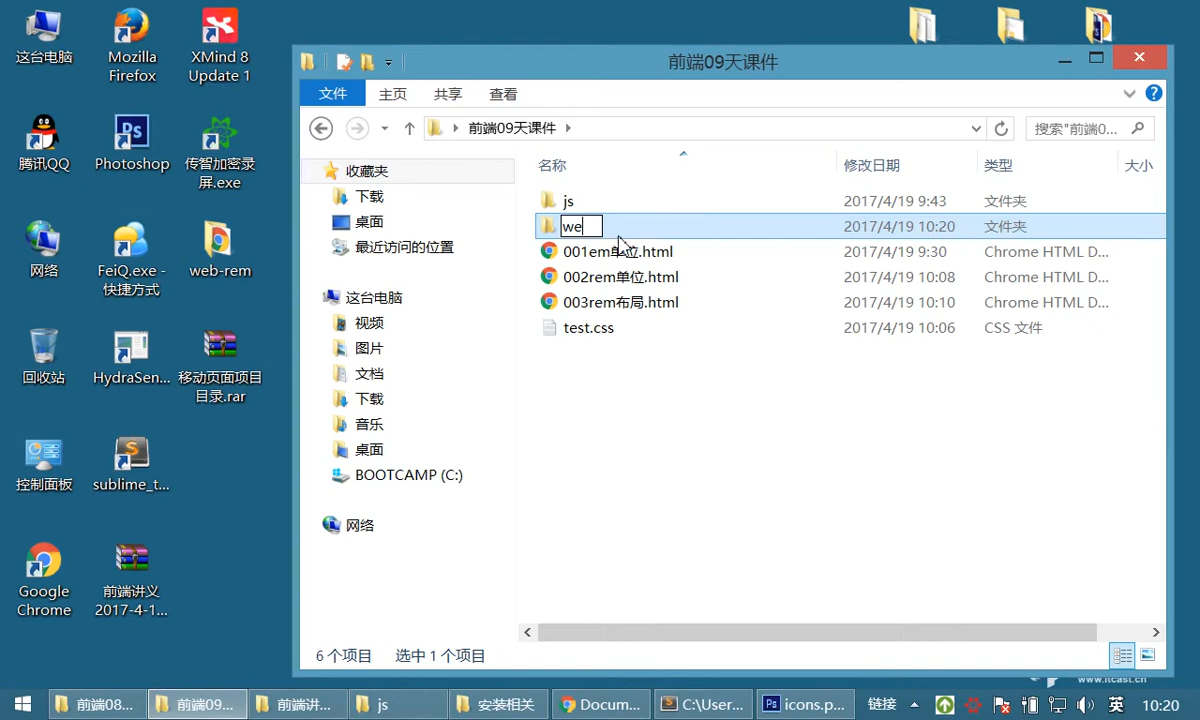 这台电脑
Mozilla
Firefox
XMind 8
Update 1
腾讯QQ
Photoshop
传智加密录
屏.exe
网络
FeiQ.exe -
快捷方式
web-rem
回收站
HydraSen...
移动页面项目
目录.rar
控制面板
sublime_t...
Google
Chrome
前端讲义
2017-4-1...
前端09天课件
文件 主页 共享 查看
前端09天课件
搜索"前端0...
收藏夹
下载
桌面
最近访问的位置
这台电脑
视频
图片
文档
下载
音乐
桌面
BOOTCAMP (C:)
网络
名称 修改日期 类型 大小
js 2017/4/19 9:43 文件夹
we 2017/4/19 10:20 文件夹
001em单位.html 2017/4/19 9:30 Chrome HTML D...
002rem单位.html 2017/4/19 10:08 Chrome HTML D...
003rem布局.html 2017/4/19 10:10 Chrome HTML D...
test.css 2017/4/19 10:06 CSS 文件
6 个项目 选中 1 个项目
www.itcast.cn
前端08... 前端09... 前端讲... js 安装相关 Docum... C:\User... icons.p... 链接 英 10:20